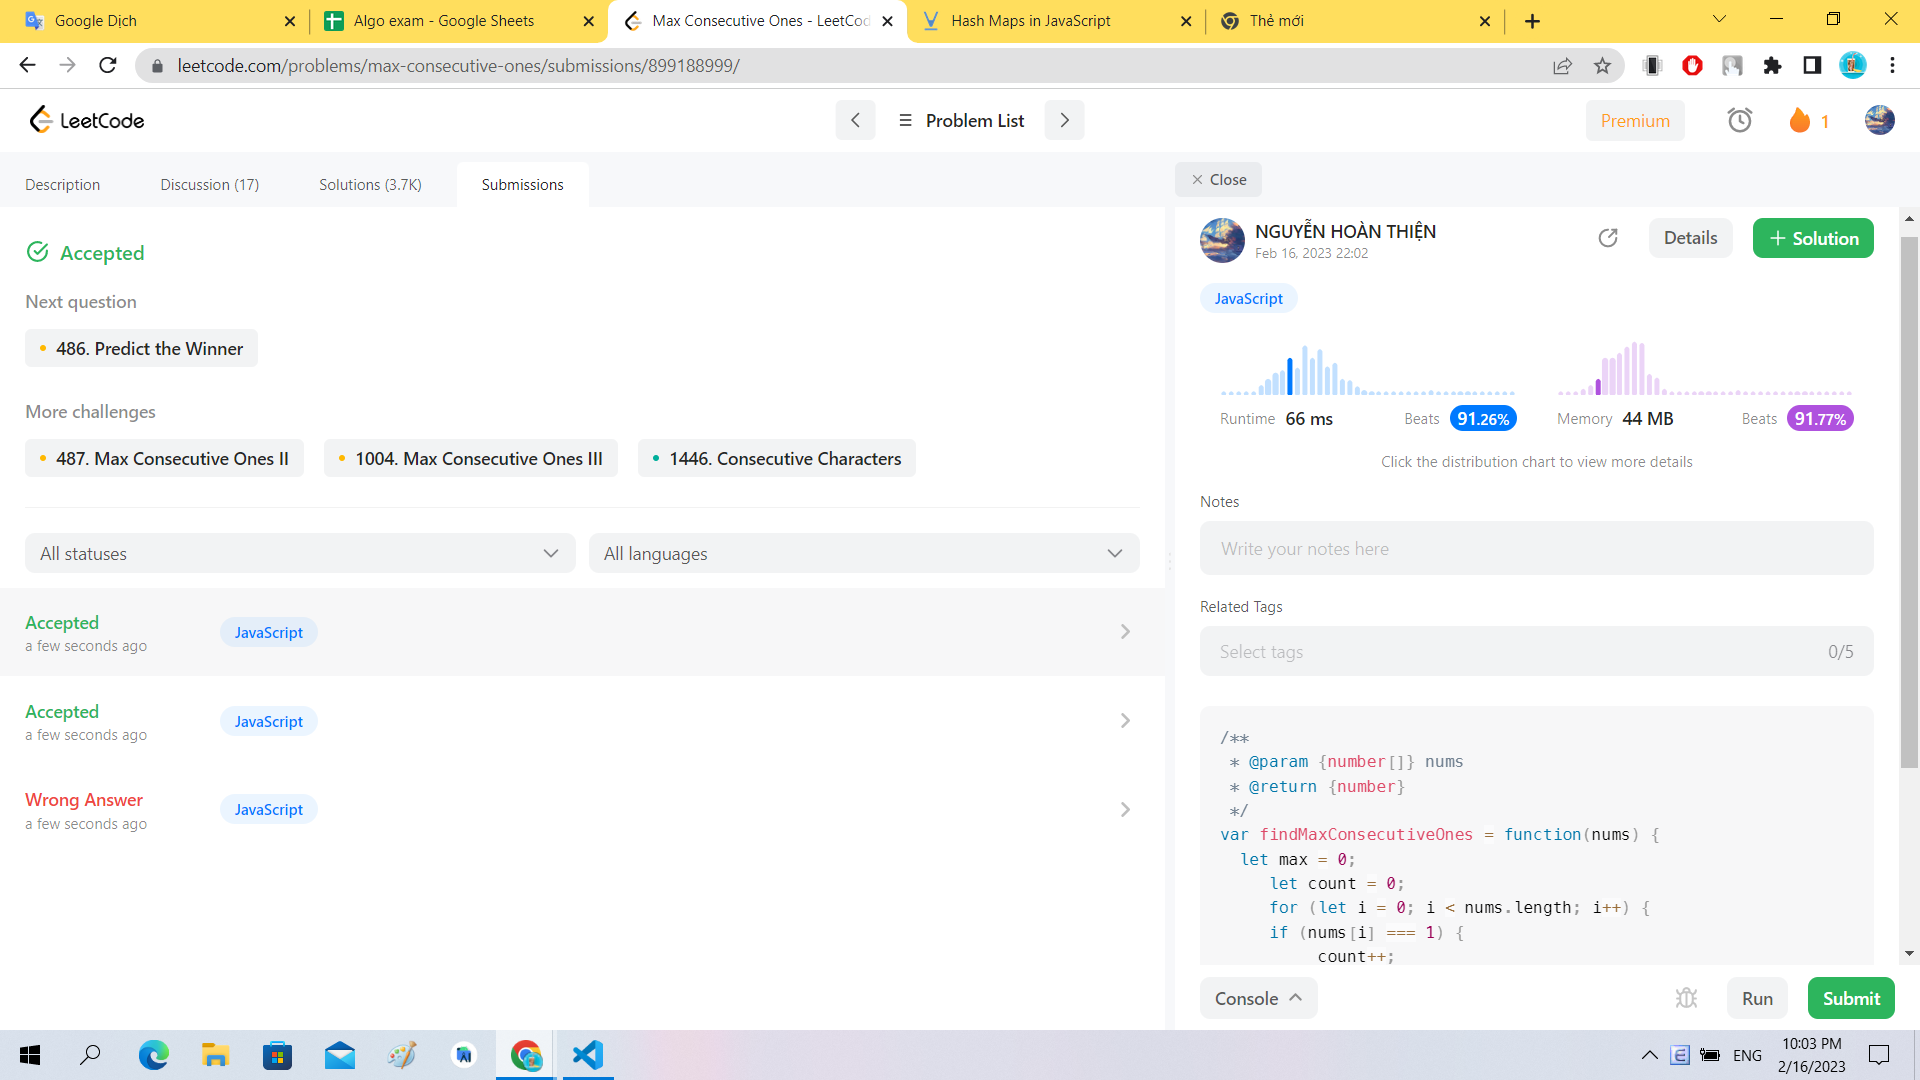 Google Dịch
Algo exam - Google Sheets
Max Consecutive Ones - LeetCod
Hash Maps in JavaScript
Thẻ mới
leetcode.com/problems/max-consecutive-ones/submissions/899188999/
LeetCode
Problem List
Premium
1
Description
Discussion (17)
Solutions (3.7K)
Submissions
Close
Accepted
Next question
486. Predict the Winner
More challenges
487. Max Consecutive Ones II
1004. Max Consecutive Ones III
1446. Consecutive Characters
All statuses
All languages
Accepted
a few seconds ago
JavaScript
Accepted
a few seconds ago
JavaScript
Wrong Answer
a few seconds ago
JavaScript
NGUYỄN HOÀN THIỆN
Feb 16, 2023 22:02
Details
+ Solution
JavaScript
Runtime 66 ms
Beats 91.26%
Memory 44 MB
Beats 91.77%
Click the distribution chart to view more details
Notes
Write your notes here
Related Tags
Select tags
0/5
/**
* @param {number[]} nums
* @return {number}
*/
var findMaxConsecutiveOnes = function(nums) {
let max = 0;
let count = 0;
for (let i = 0; i < nums.length; i++) {
if (nums[i] === 1) {
count++;
Console
Run
Submit
ENG
10:03 PM
2/16/2023